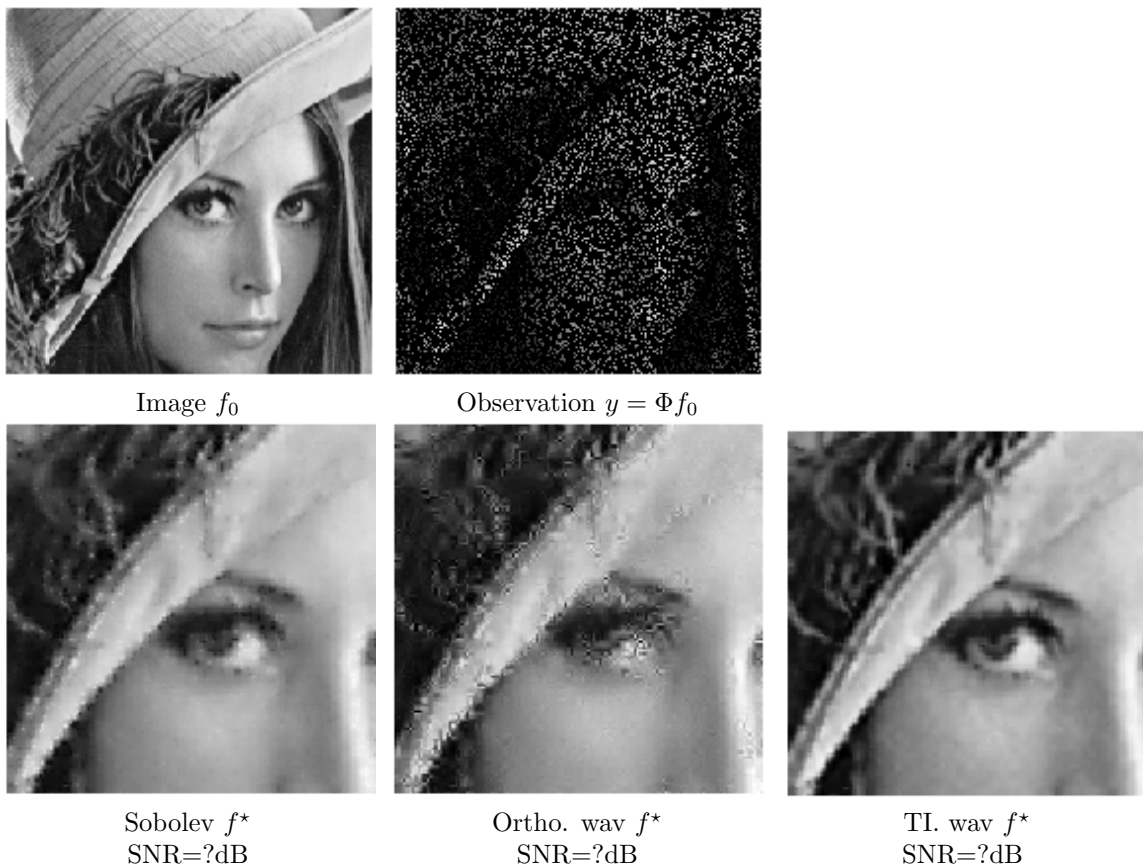 Image f₀
Observation y = Φf₀
Sobolev f⋆
SNR=?dB
Ortho. wav f⋆
SNR=?dB
TI. wav f⋆
SNR=?dB